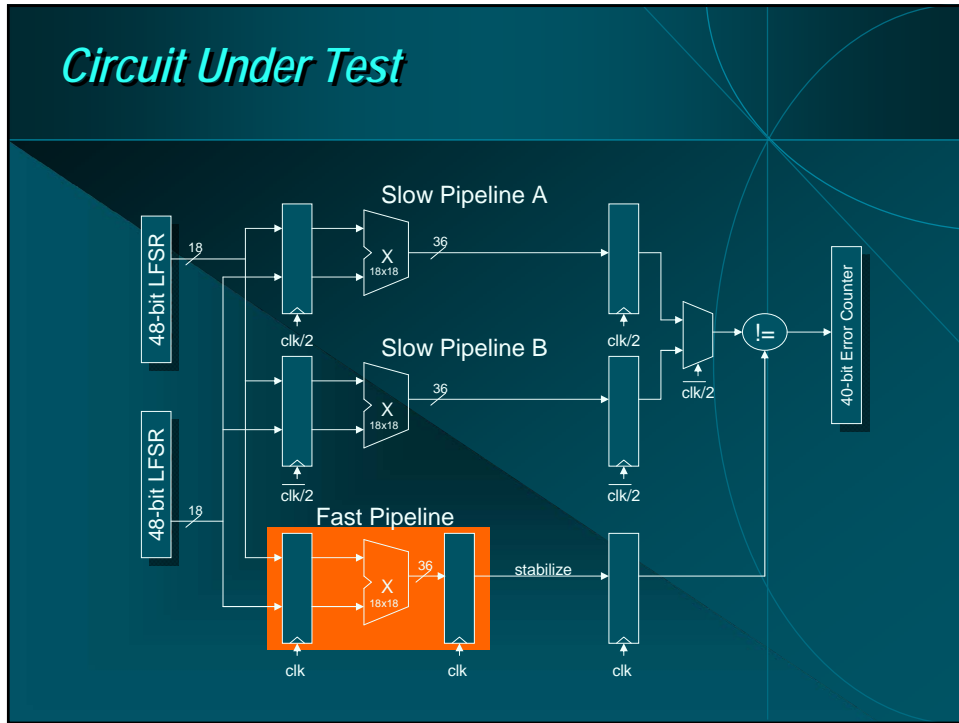 Circuit Under Test
Slow Pipeline A
48-bit LFSR
18
X
18x18
36
clk/2
clk/2
Slow Pipeline B
clk/2
!=
40-bit Error Counter
48-bit LFSR
18
X
18x18
36
clk/2
clk/2
Fast Pipeline
X
18x18
36
stabilize
clk
clk
clk